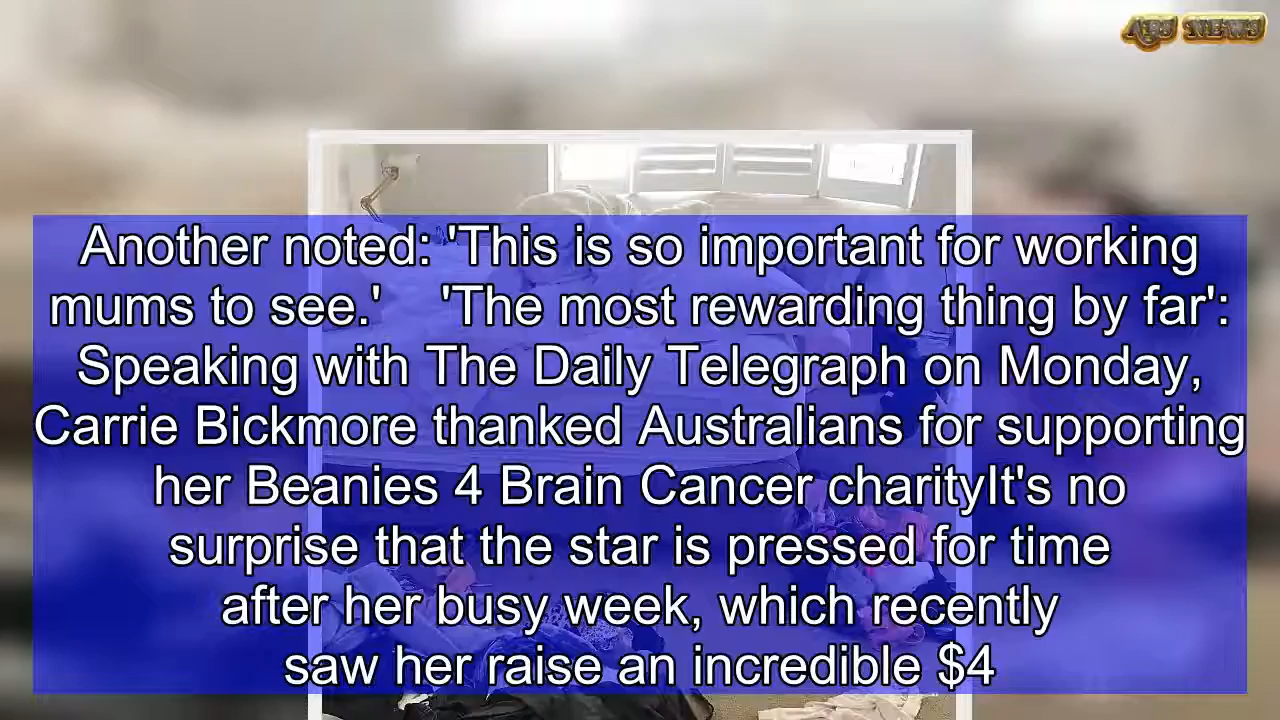 ABS NEWS
Another noted: 'This is so important for working
mums to see.' 'The most rewarding thing by far':
Speaking with The Daily Telegraph on Monday,
Carrie Bickmore thanked Australians for supporting
her Beanies 4 Brain Cancer charityIt's no
surprise that the star is pressed for time
after her busy week, which recently
saw her raise an incredible $4